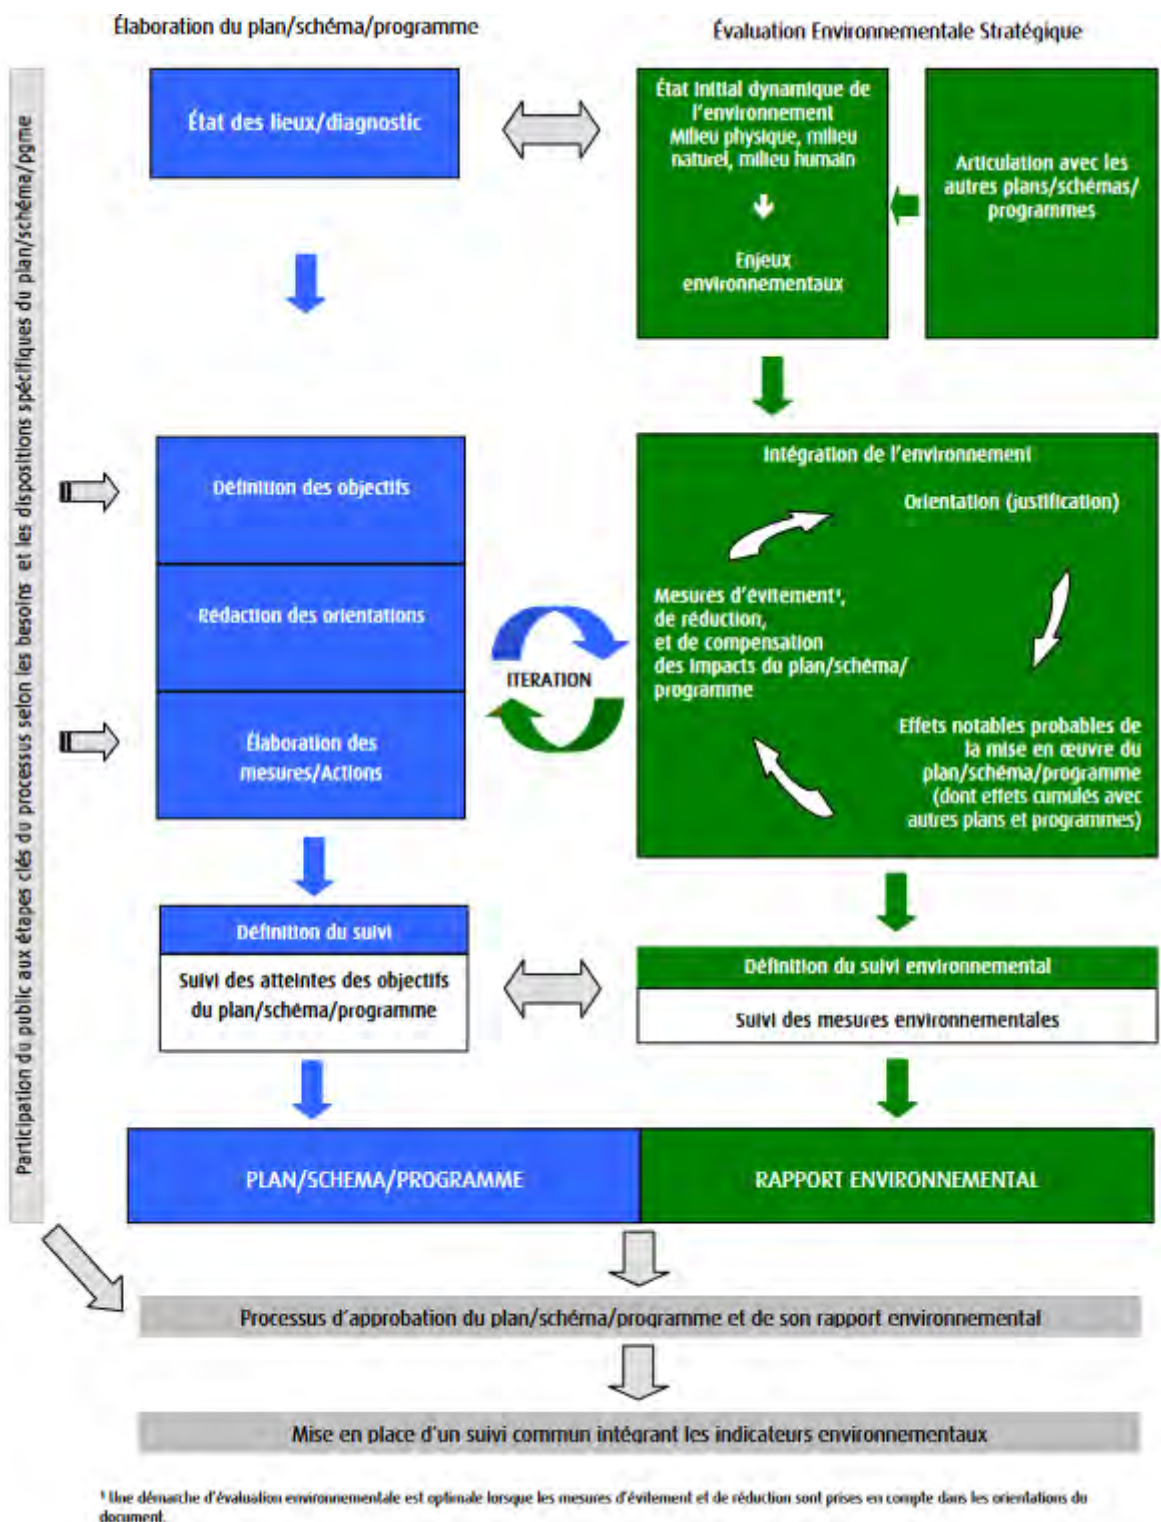 Élaboration du plan/schéma/programme
Évaluation Environnementale Stratégique
Participation du public aux étapes clés du processus selon les besoins et les dispositions spécifiques du plan/schéma/pgme
État des lieux/diagnostic
État initial dynamique de
l'environnement
Milieu physique, milieu
naturel, milieu humain
Enjeux
environnementaux
Articulation avec les
autres plans/schémas/
programmes
Définition des objectifs
Rédaction des orientations
Élaboration des
mesures/Actions
ITERATION
Intégration de l'environnement
Orientation (justification)
Mesures d'évitement¹,
de réduction,
et de compensation
des impacts du plan/schéma/
programme
Effets notables probables de
la mise en œuvre du
plan/schéma/programme
(dont effets cumulés avec
autres plans et programmes)
Définition du suivi
Suivi des atteintes des objectifs
du plan/schéma/programme
Définition du suivi environnemental
Suivi des mesures environnementales
PLAN/SCHEMA/PROGRAMME
RAPPORT ENVIRONNEMENTAL
Processus d'approbation du plan/schéma/programme et de son rapport environnemental
Mise en place d'un suivi commun intégrant les indicateurs environnementaux
¹ Une démarche d'évaluation environnementale est optimale lorsque les mesures d'évitement et de réduction sont prises en compte dans les orientations du
document.